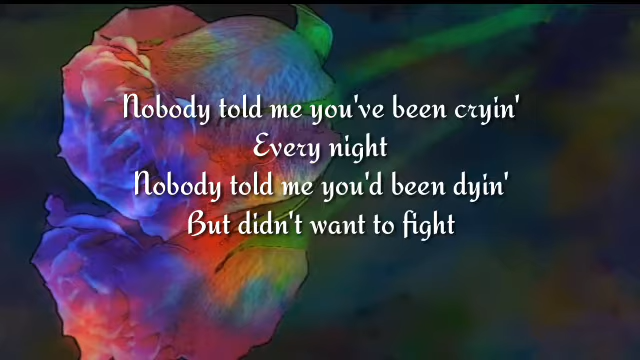 Nobody told me you've been cryin'
Every night
Nobody told me you'd been dyin'
But didn't want to fight